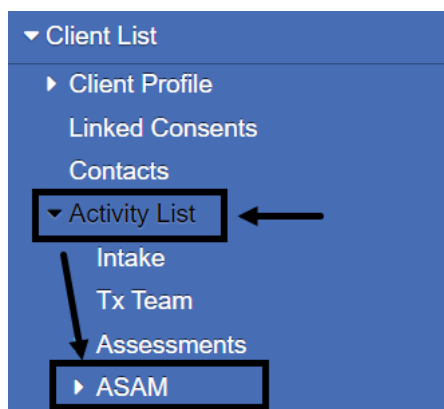 Client List
Client Profile
Linked Consents
Contacts
Activity List
Intake
Tx Team
Assessments
ASAM